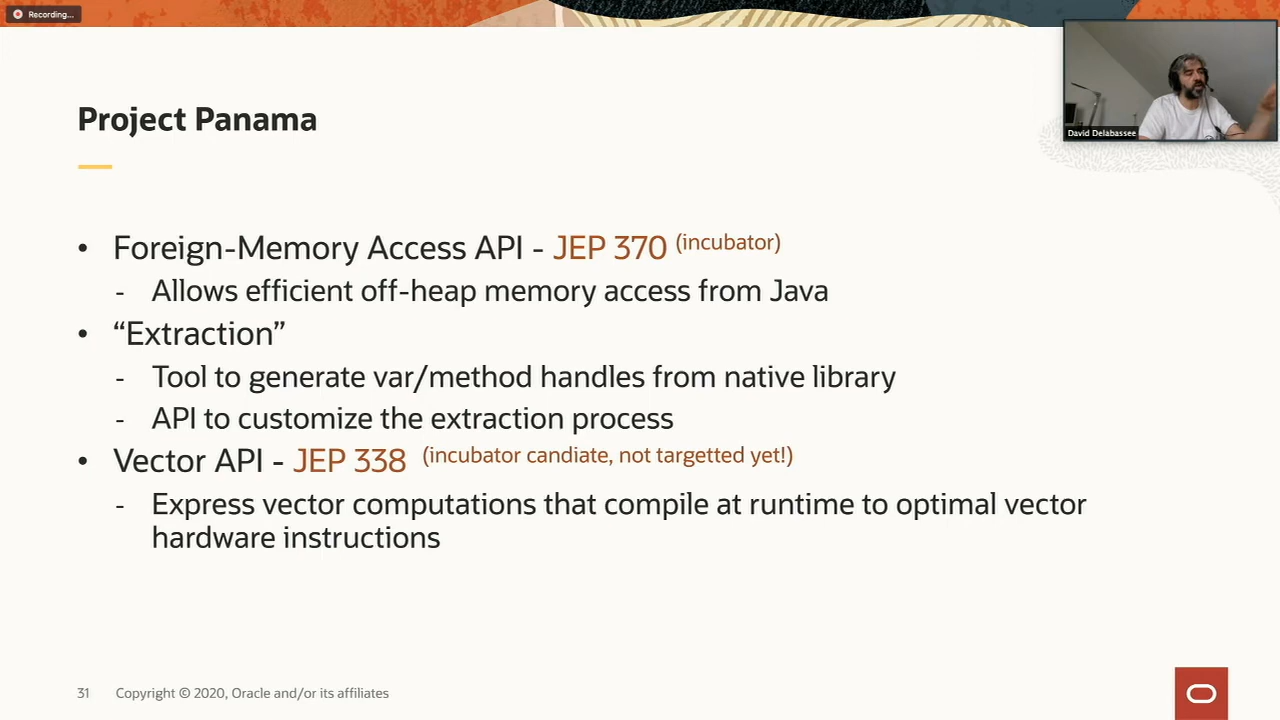 Recording...
David Delabassee
Project Panama
• Foreign-Memory Access API - JEP 370 (incubator)
- Allows efficient off-heap memory access from Java
• “Extraction”
- Tool to generate var/method handles from native library
- API to customize the extraction process
• Vector API - JEP 338 (incubator candiate, not targetted yet!)
- Express vector computations that compile at runtime to optimal vector
hardware instructions
31 Copyright © 2020, Oracle and/or its affiliates